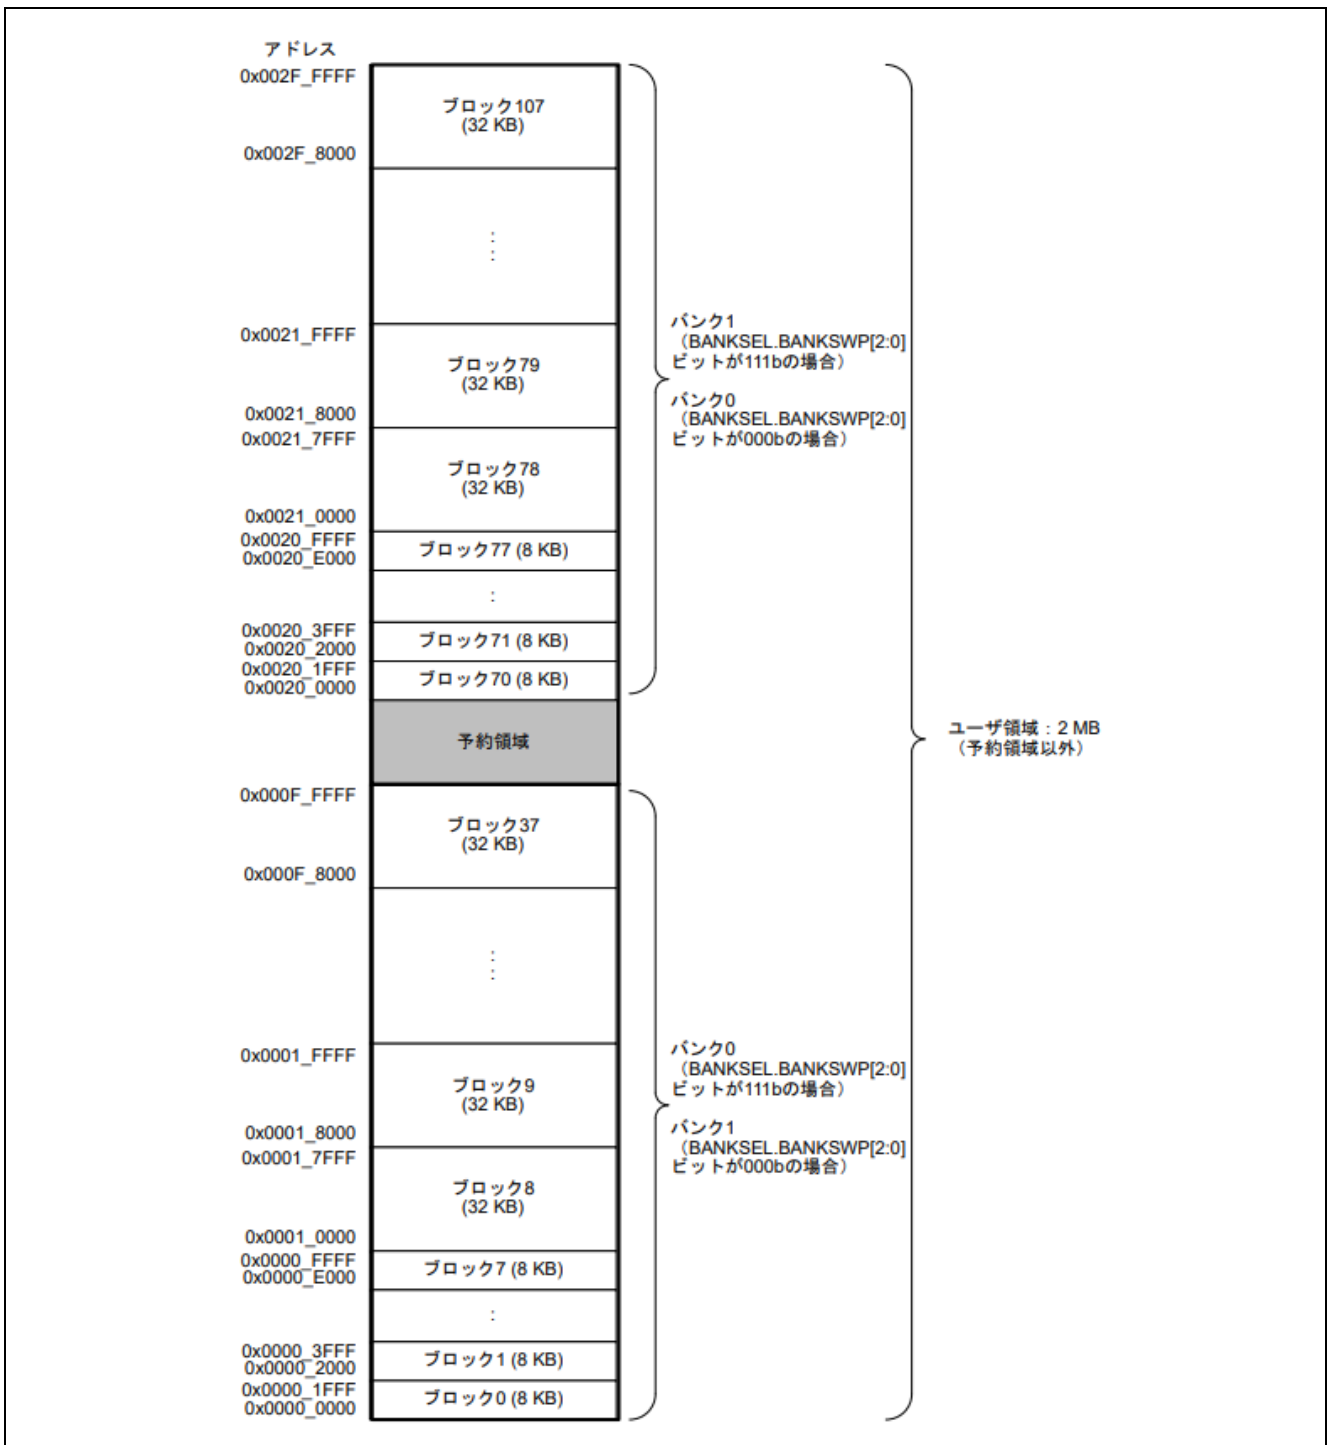 アドレス
0x002F_FFFF
ブロック107
(32 KB)
0x002F_8000
:
:
0x0021_FFFF
ブロック79
(32 KB)
0x0021_8000
0x0021_7FFF
ブロック78
(32 KB)
0x0021_0000
0x0020_FFFF
0x0020_E000
ブロック77 (8 KB)
:
0x0020_3FFF
0x0020_2000
ブロック71 (8 KB)
0x0020_1FFF
0x0020_0000
ブロック70 (8 KB)
バンク1
（BANKSEL.BANKSWP[2:0]
ビットが111bの場合）
バンク0
（BANKSEL.BANKSWP[2:0]
ビットが000bの場合）
予約領域
ユーザ領域：2 MB
（予約領域以外）
0x000F_FFFF
ブロック37
(32 KB)
0x000F_8000
:
:
0x0001_FFFF
ブロック9
(32 KB)
0x0001_8000
0x0001_7FFF
ブロック8
(32 KB)
0x0001_0000
0x0000_FFFF
0x0000_E000
ブロック7 (8 KB)
:
0x0000_3FFF
0x0000_2000
ブロック1 (8 KB)
0x0000_1FFF
0x0000_0000
ブロック0 (8 KB)
バンク0
（BANKSEL.BANKSWP[2:0]
ビットが111bの場合）
バンク1
（BANKSEL.BANKSWP[2:0]
ビットが000bの場合）